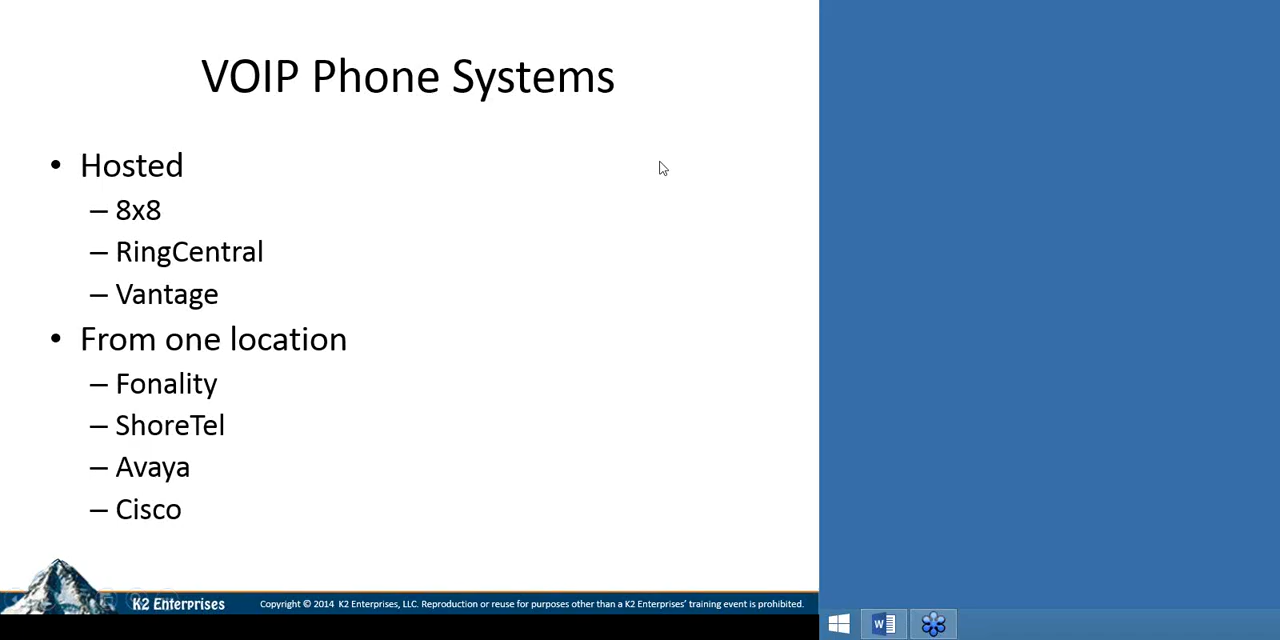 VOIP Phone Systems
• Hosted
– 8x8
– RingCentral
– Vantage
• From one location
– Fonality
– ShoreTel
– Avaya
– Cisco
K2 Enterprises
Copyright © 2014 K2 Enterprises, LLC. Reproduction or reuse for purposes other than a K2 Enterprises' training event is prohibited.
W